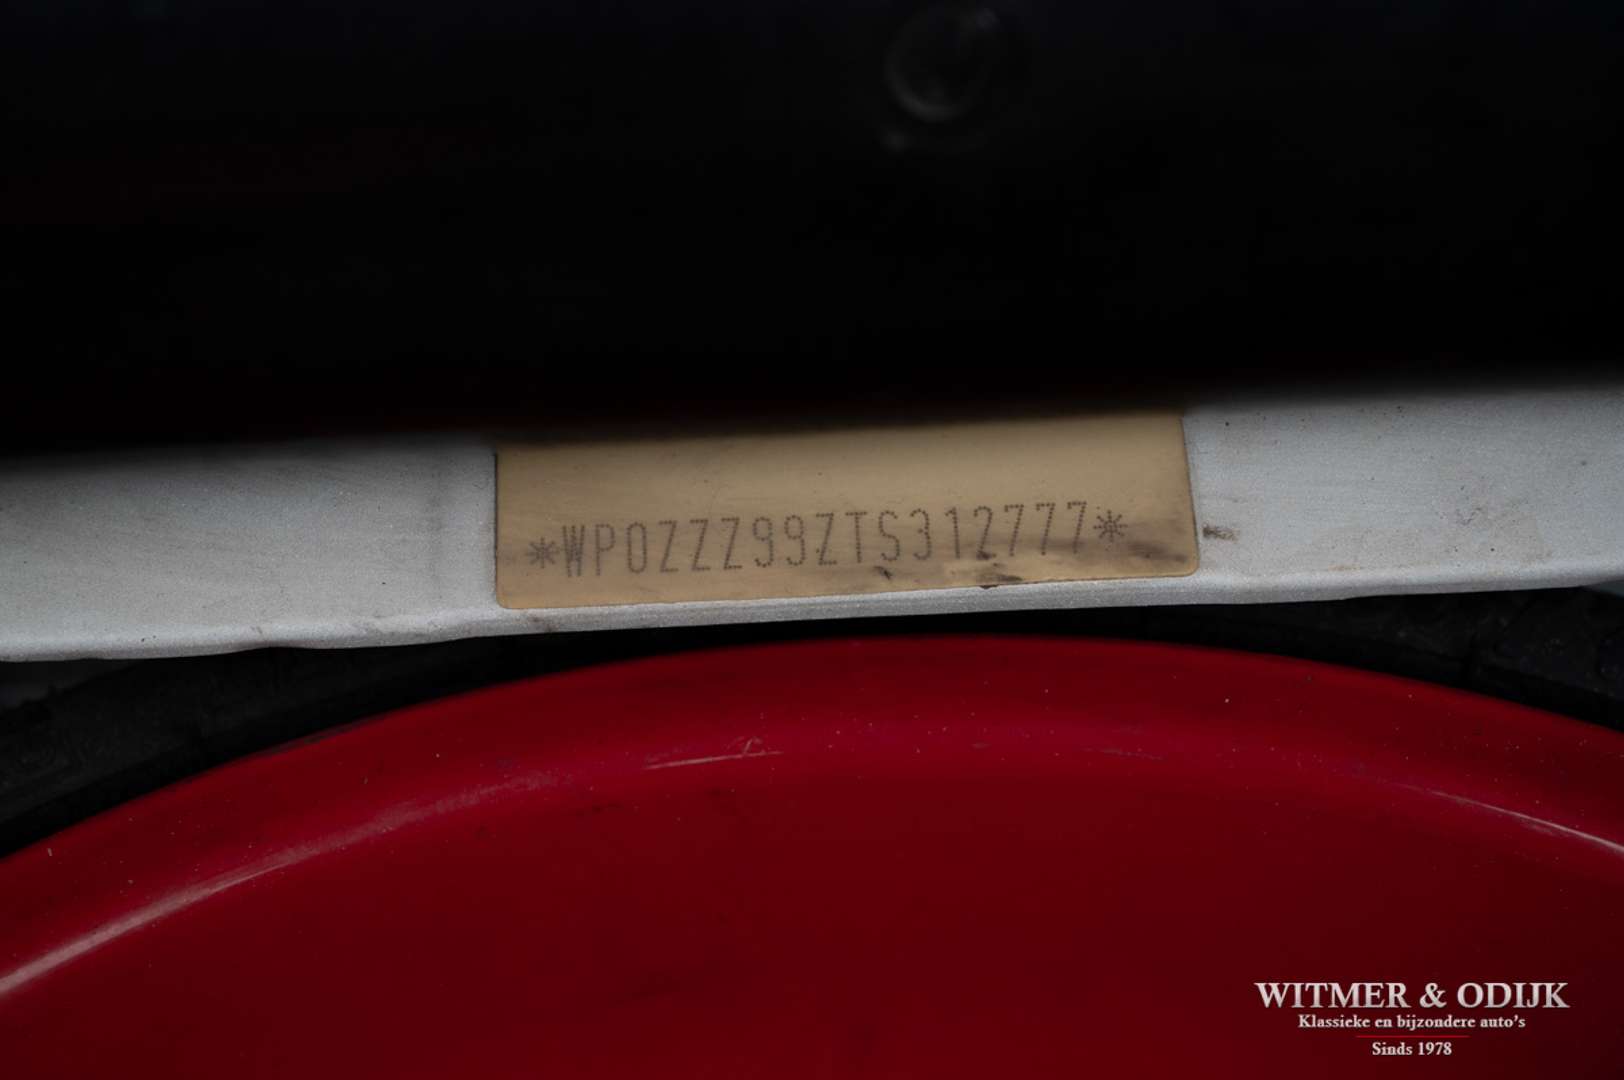 *WP0ZZZ99ZTS312777*
WITMER & ODIJK
Klassieke en bijzondere auto's
Sinds 1978